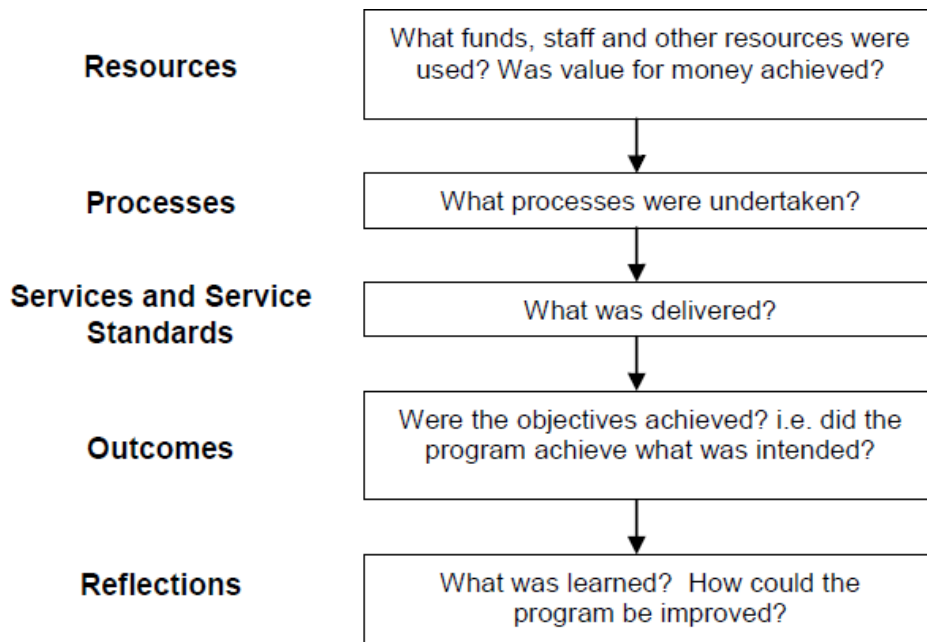 Resources
What funds, staff and other resources were
used? Was value for money achieved?
Processes
What processes were undertaken?
Services and Service
Standards
What was delivered?
Outcomes
Were the objectives achieved? i.e. did the
program achieve what was intended?
Reflections
What was learned?  How could the
program be improved?